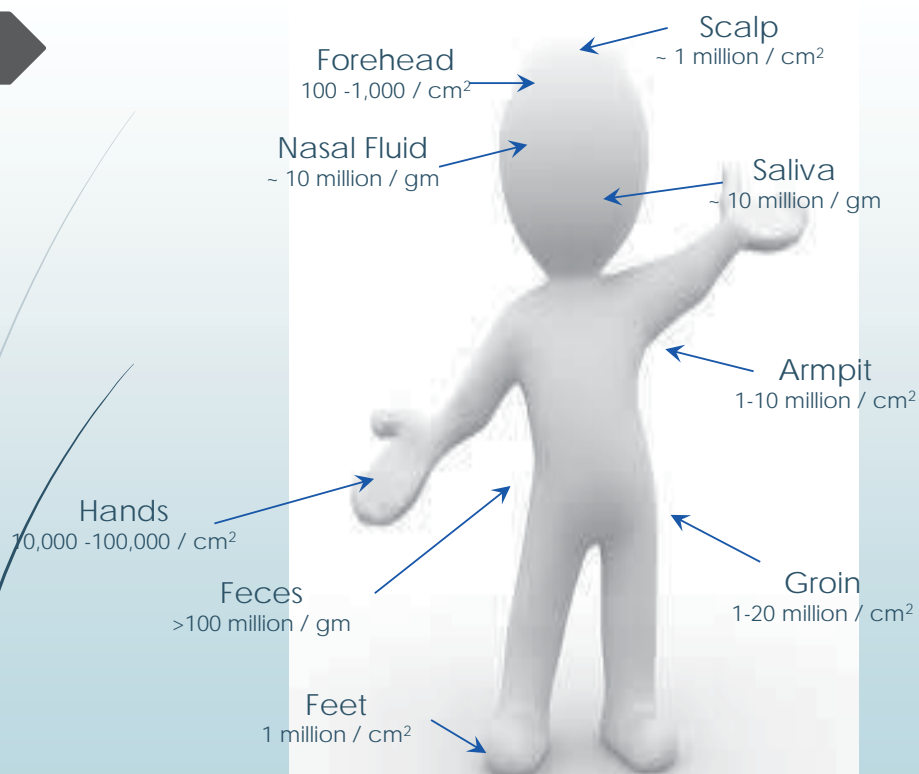 Scalp
~ 1 million / cm²
Forehead
100 -1,000 / cm²
Nasal Fluid
~ 10 million / gm
Saliva
~ 10 million / gm
Armpit
1-10 million / cm²
Hands
10,000 -100,000 / cm²
Feces
>100 million / gm
Groin
1-20 million / cm²
Feet
1 million / cm²